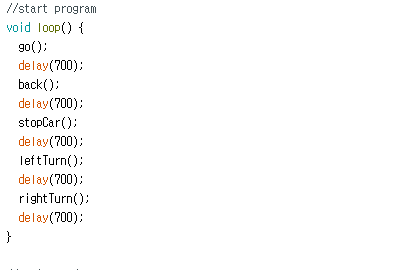 //start program
void loop() {
  go();
  delay(700);
  back();
  delay(700);
  stopCar();
  delay(700);
  leftTurn();
  delay(700);
  rightTurn();
  delay(700);
}